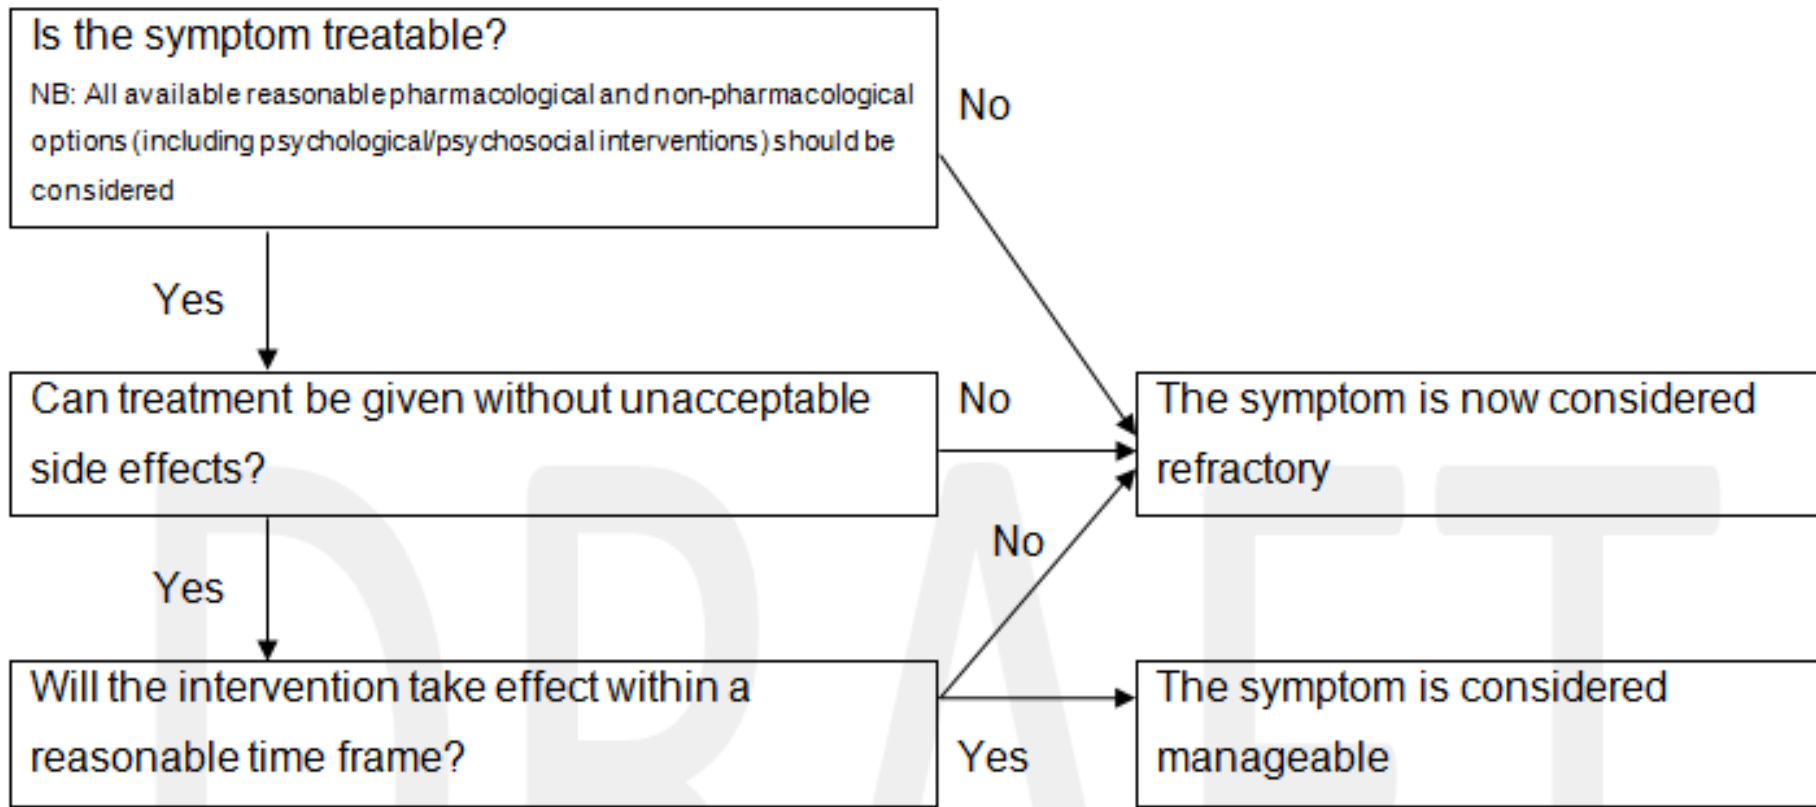 Is the symptom treatable?
NB: All available reasonable pharmacological and non-pharmacological
options (including psychological/psychosocial interventions) should be
considered
No
Yes
Can treatment be given without unacceptable
side effects?
No
The symptom is now considered
refractory
No
Yes
Will the intervention take effect within a
reasonable time frame?
Yes
The symptom is considered
manageable
DRAFT